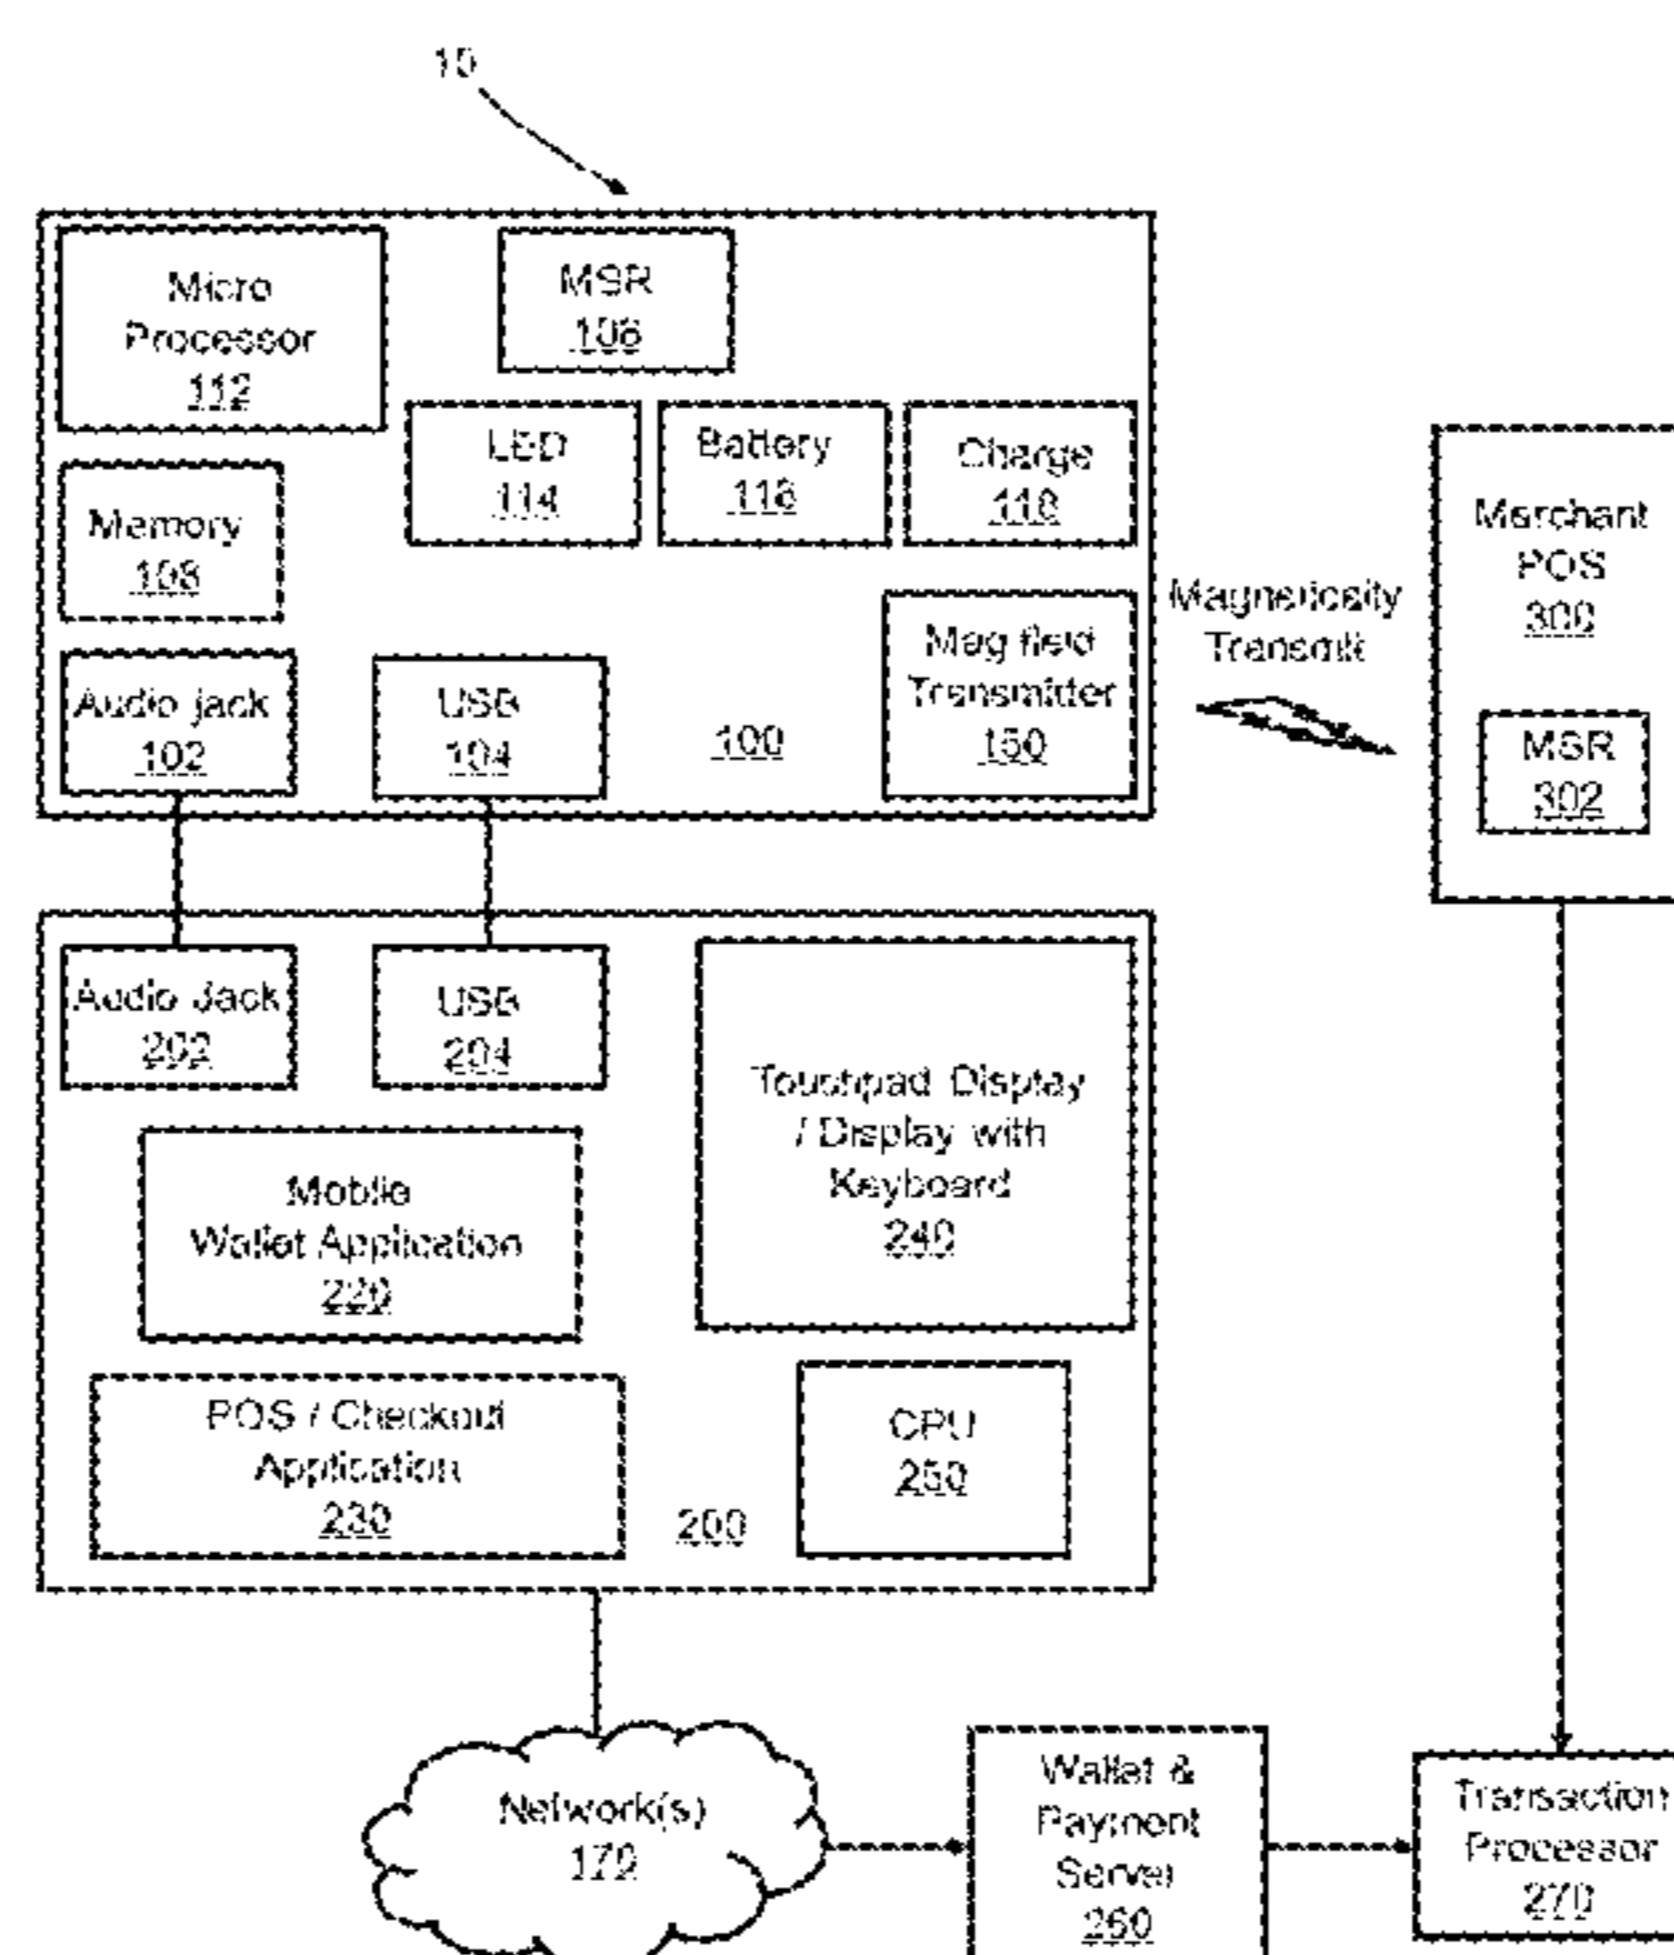 10
Micro
Processor
112
MSR
106
LED
114
Battery
116
Charge
118
Memory
108
Audio jack
102
USB
104
100
Mag field
Transmitter
150
Magnetically
Transmit
Merchant
POS
300
MSR
302
Audio Jack
202
USB
204
Touchpad Display
/ Display with
Keyboard
240
Mobile
Wallet Application
220
POS / Checkout
Application
230
200
CPU
250
Network(s)
170
Wallet &
Payment
Server
260
Transaction
Processor
270